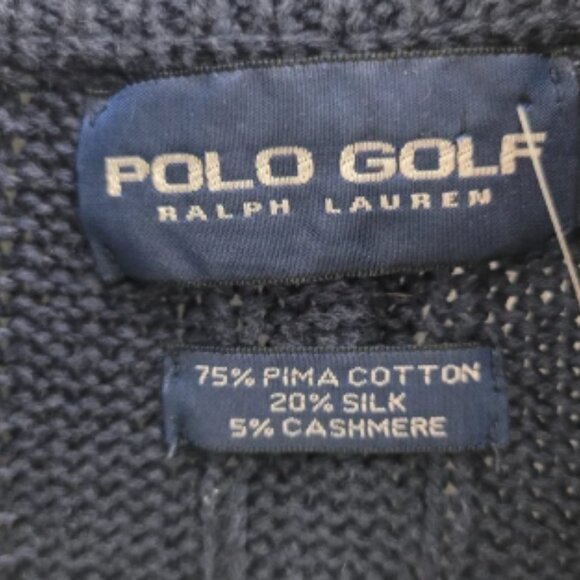 POLO GOLF
RALPH LAUREN
75% PIMA COTTON
20% SILK
5% CASHMERE